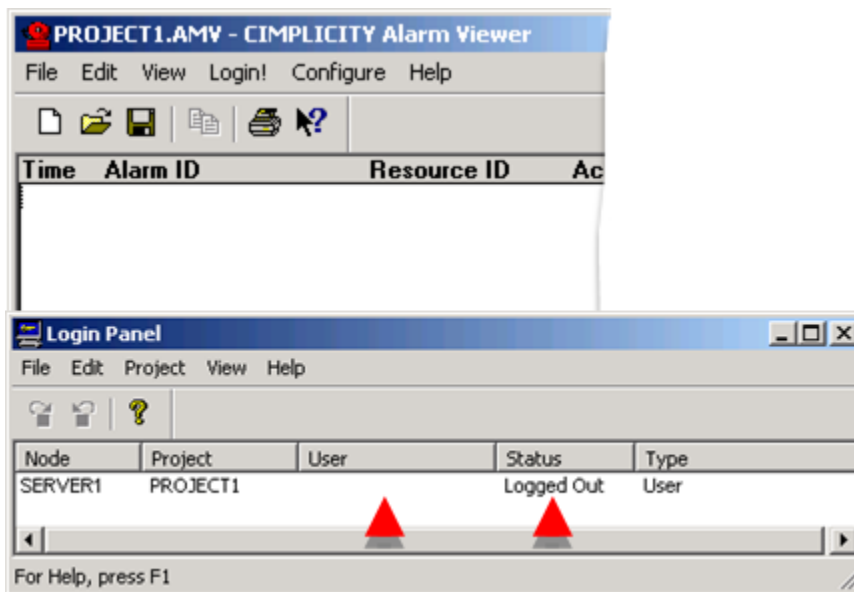 PROJECT1.AMV - CIMPLICITY Alarm Viewer
File Edit View Login! Configure Help
Time Alarm ID Resource ID Ac
Login Panel
File Edit Project View Help
Node Project User Status Type
SERVER1 PROJECT1 Logged Out User
For Help, press F1